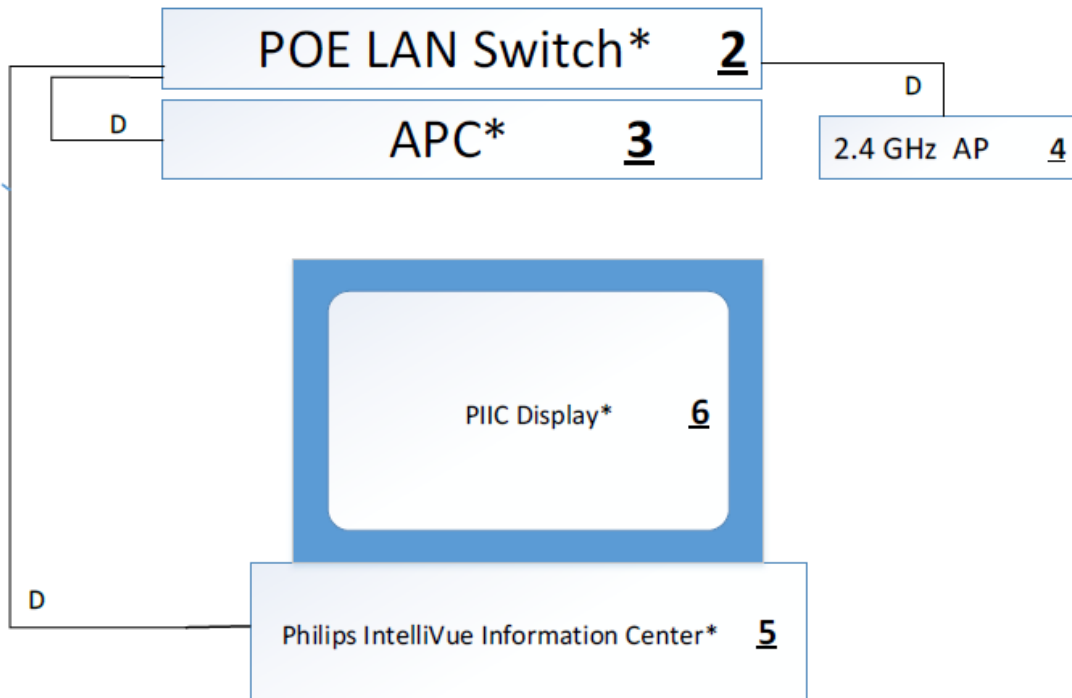 POE LAN Switch* 2
D
D
APC* 3
2.4 GHz AP 4
PIIC Display* 6
D
Philips IntelliVue Information Center* 5